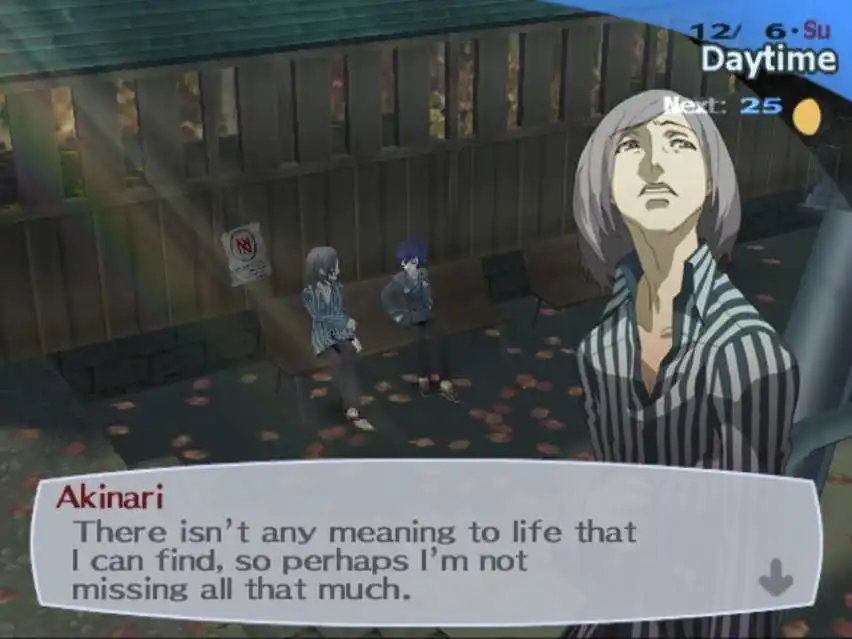 12/ 6・Su
Daytime
Next: 25
Akinari
There isn't any meaning to life that
I can find, so perhaps I'm not
missing all that much.